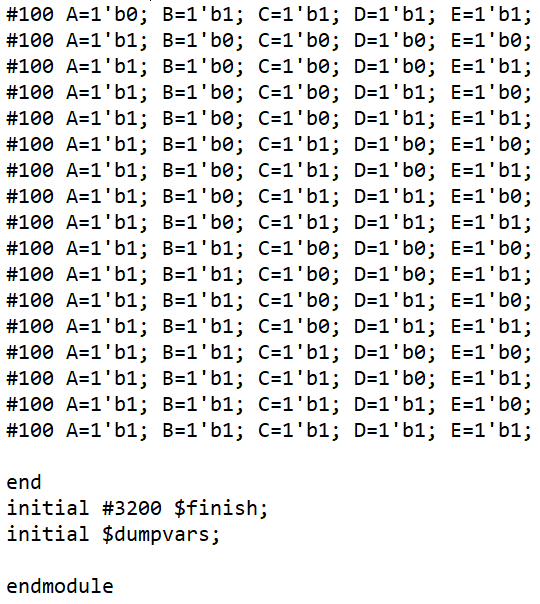 #100 A=1'b0; B=1'b1; C=1'b1; D=1'b1; E=1'b1;
#100 A=1'b1; B=1'b0; C=1'b0; D=1'b0; E=1'b0;
#100 A=1'b1; B=1'b0; C=1'b0; D=1'b0; E=1'b1;
#100 A=1'b1; B=1'b0; C=1'b0; D=1'b1; E=1'b0;
#100 A=1'b1; B=1'b0; C=1'b0; D=1'b1; E=1'b1;
#100 A=1'b1; B=1'b0; C=1'b1; D=1'b0; E=1'b0;
#100 A=1'b1; B=1'b0; C=1'b1; D=1'b0; E=1'b1;
#100 A=1'b1; B=1'b0; C=1'b1; D=1'b1; E=1'b0;
#100 A=1'b1; B=1'b0; C=1'b1; D=1'b1; E=1'b1;
#100 A=1'b1; B=1'b1; C=1'b0; D=1'b0; E=1'b0;
#100 A=1'b1; B=1'b1; C=1'b0; D=1'b0; E=1'b1;
#100 A=1'b1; B=1'b1; C=1'b0; D=1'b1; E=1'b0;
#100 A=1'b1; B=1'b1; C=1'b0; D=1'b1; E=1'b1;
#100 A=1'b1; B=1'b1; C=1'b1; D=1'b0; E=1'b0;
#100 A=1'b1; B=1'b1; C=1'b1; D=1'b0; E=1'b1;
#100 A=1'b1; B=1'b1; C=1'b1; D=1'b1; E=1'b0;
#100 A=1'b1; B=1'b1; C=1'b1; D=1'b1; E=1'b1;
end
initial #3200 $finish;
initial $dumpvars;
endmodule